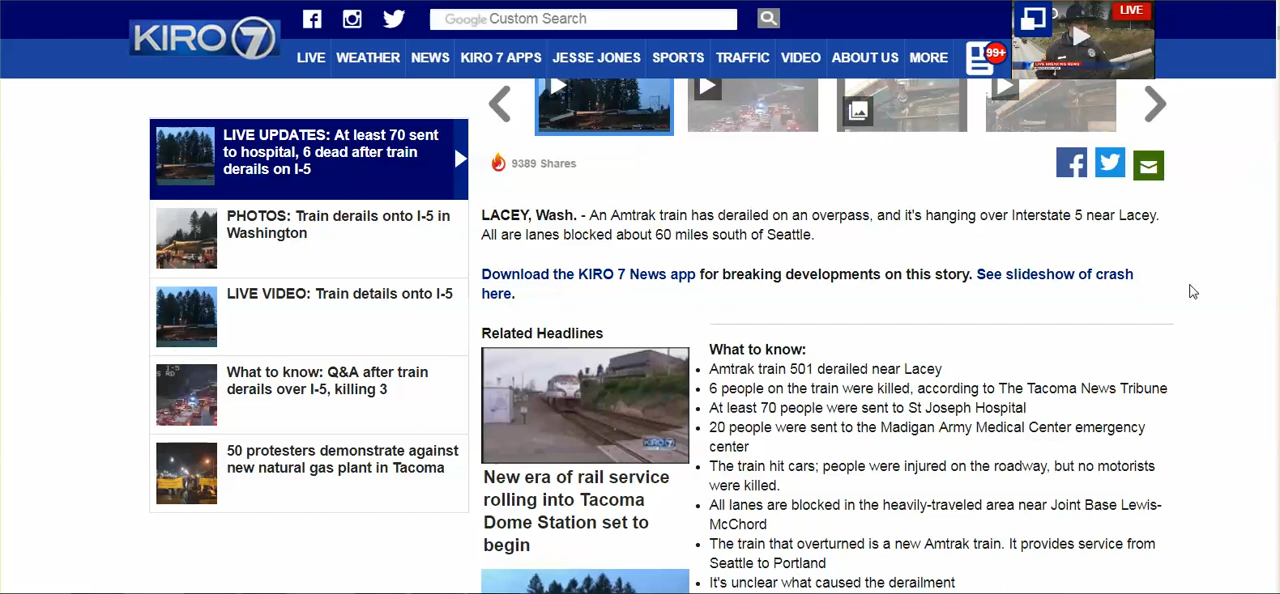 KIRO 7
Google Custom Search
LIVE
LIVE WEATHER NEWS KIRO 7 APPS JESSE JONES SPORTS TRAFFIC VIDEO ABOUT US MORE
99+
LIVE UPDATES: At least 70 sent
to hospital, 6 dead after train
derails on I-5
PHOTOS: Train derails onto I-5 in
Washington
LIVE VIDEO: Train details onto I-5
What to know: Q&A after train
derails over I-5, killing 3
50 protesters demonstrate against
new natural gas plant in Tacoma
9389 Shares
LACEY, Wash. - An Amtrak train has derailed on an overpass, and it's hanging over Interstate 5 near Lacey.
All are lanes blocked about 60 miles south of Seattle.
Download the KIRO 7 News app for breaking developments on this story. See slideshow of crash
here.
Related Headlines
New era of rail service
rolling into Tacoma
Dome Station set to
begin
What to know:
Amtrak train 501 derailed near Lacey
6 people on the train were killed, according to The Tacoma News Tribune
At least 70 people were sent to St Joseph Hospital
20 people were sent to the Madigan Army Medical Center emergency
center
The train hit cars; people were injured on the roadway, but no motorists
were killed.
All lanes are blocked in the heavily-traveled area near Joint Base Lewis-
McChord
The train that overturned is a new Amtrak train. It provides service from
Seattle to Portland
It's unclear what caused the derailment